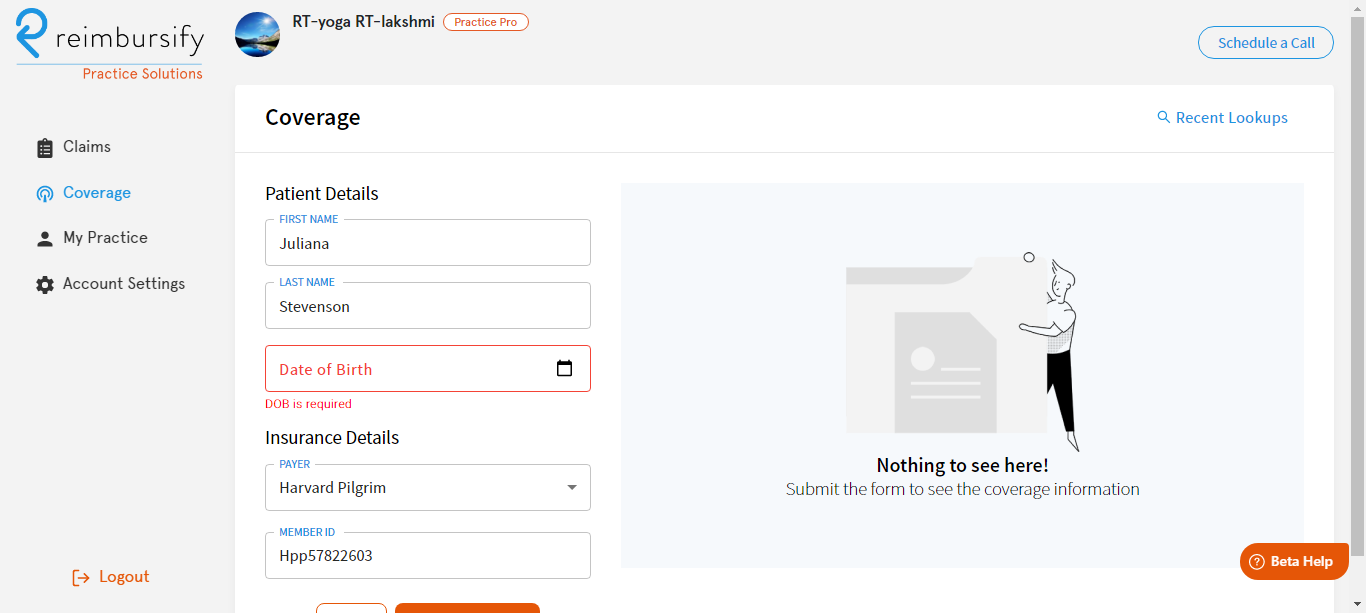 reimbursify
Practice Solutions
RT-yoga RT-lakshmi
Practice Pro
Schedule a Call
Claims
Coverage
My Practice
Account Settings
Logout
Coverage
Recent Lookups
Patient Details
FIRST NAME
Juliana
LAST NAME
Stevenson
Date of Birth
DOB is required
Insurance Details
PAYER
Harvard Pilgrim
MEMBER ID
Hpp57822603
Nothing to see here!
Submit the form to see the coverage information
? Beta Help